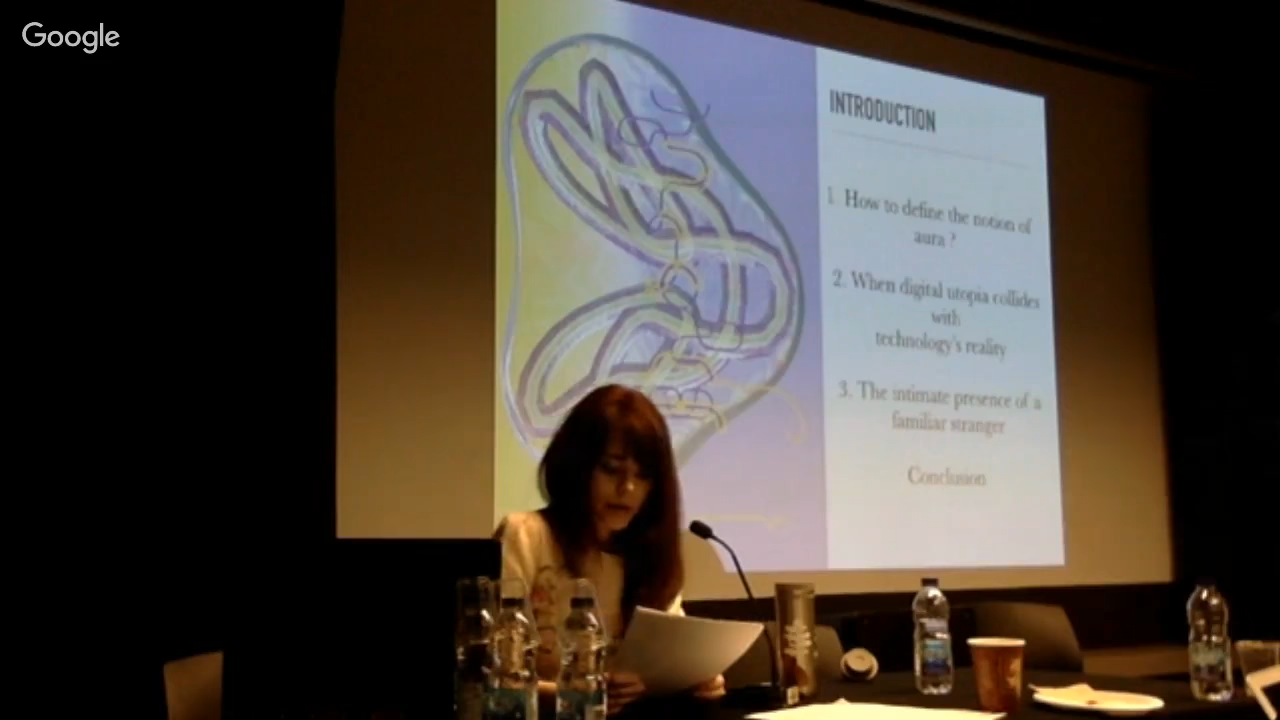 Google
INTRODUCTION
1. How to define the notion of
aura ?
2. When digital utopia collides
with
technology's reality
3. The intimate presence of a
familiar stranger
Conclusion